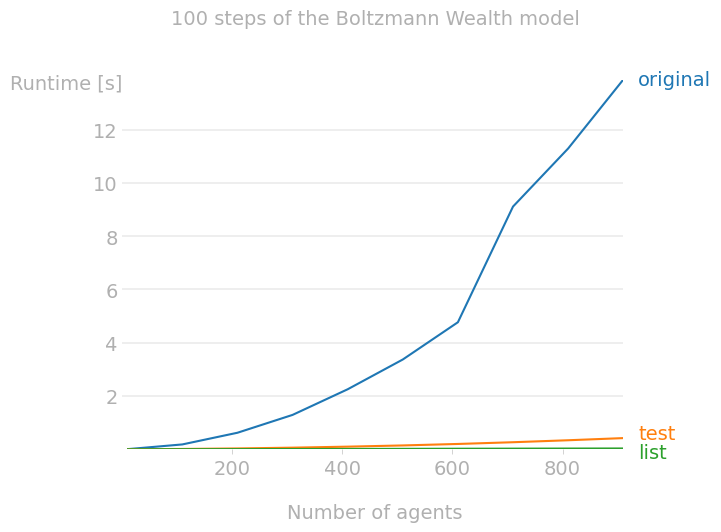 100 steps of the Boltzmann Wealth model
Runtime [s]
original
12
10
8
6
4
2
test
list
200 400 600 800
Number of agents